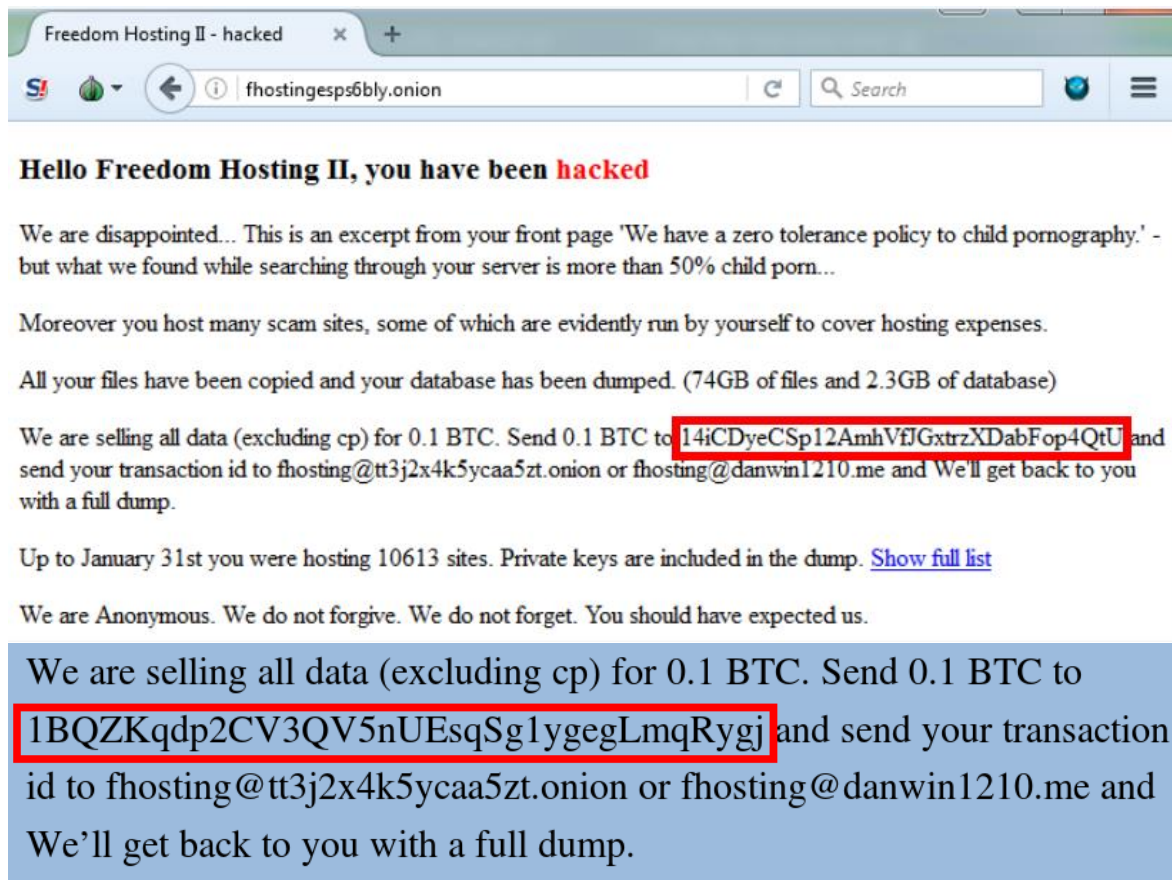 Freedom Hosting II - hacked
fhostingesps6bly.onion
Search
Hello Freedom Hosting II, you have been hacked
We are disappointed... This is an excerpt from your front page 'We have a zero tolerance policy to child pornography.' -
but what we found while searching through your server is more than 50% child porn...
Moreover you host many scam sites, some of which are evidently run by yourself to cover hosting expenses.
All your files have been copied and your database has been dumped. (74GB of files and 2.3GB of database)
We are selling all data (excluding cp) for 0.1 BTC. Send 0.1 BTC to 14iCDyeCSp12AmhVfJGxtrzXDabFop4QtU and
send your transaction id to fhosting@tt3j2x4k5ycaa5zt.onion or fhosting@danwin1210.me and We'll get back to you
with a full dump.
Up to January 31st you were hosting 10613 sites. Private keys are included in the dump. Show full list
We are Anonymous. We do not forgive. We do not forget. You should have expected us.
We are selling all data (excluding cp) for 0.1 BTC. Send 0.1 BTC to
1BQZKqdp2CV3QV5nUEsqSg1ygegLmqRygj and send your transaction
id to fhosting@tt3j2x4k5ycaa5zt.onion or fhosting@danwin1210.me and
We’ll get back to you with a full dump.